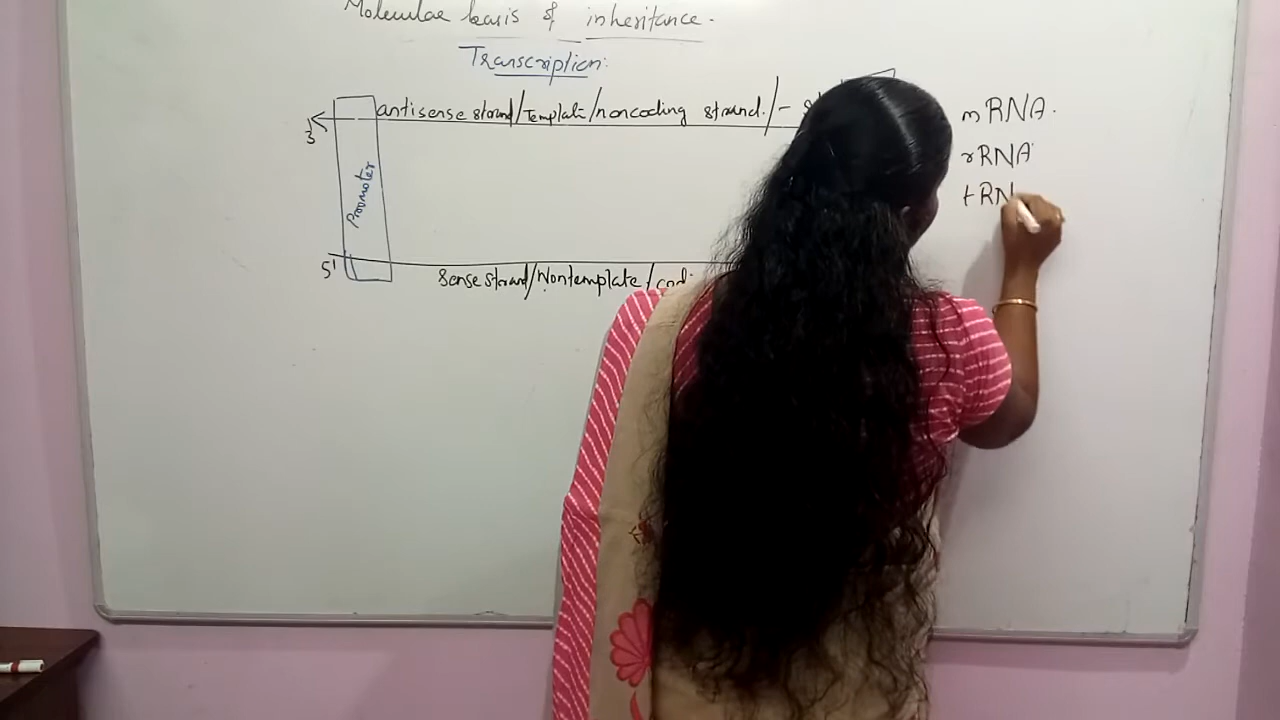 Molecular basis of inheritance.
Transcription:
antisense strand/Template/noncoding strand./-
mRNA.
rRNA
tRN
3'
Promoter
5'
Sense strand/Nontemplate/codi